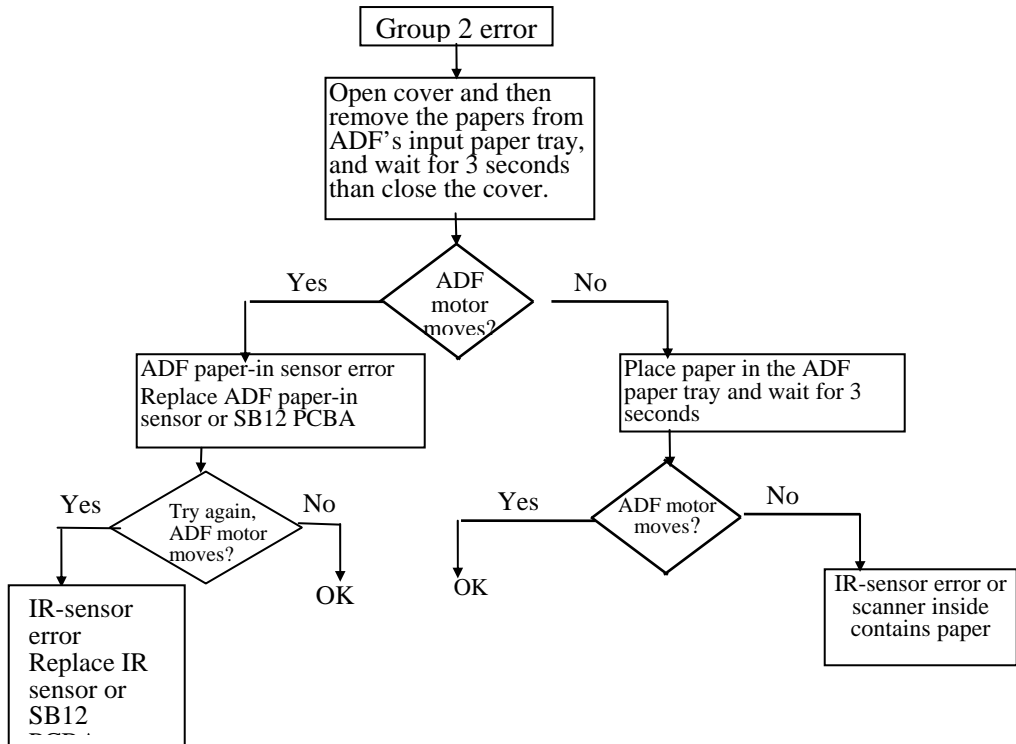 Group 2 error
Open cover and then
remove the papers from
ADF’s input paper tray,
and wait for 3 seconds
than close the cover.
ADF
motor
moves?
Yes
No
ADF paper-in sensor error
Replace ADF paper-in
sensor or SB12 PCBA
Place paper in the ADF
paper tray and wait for 3
seconds
Yes
Try again,
ADF motor
moves?
No
OK
Yes
ADF motor
moves?
No
OK
IR-sensor
error
Replace IR
sensor or
SB12
IR-sensor error or
scanner inside
contains paper